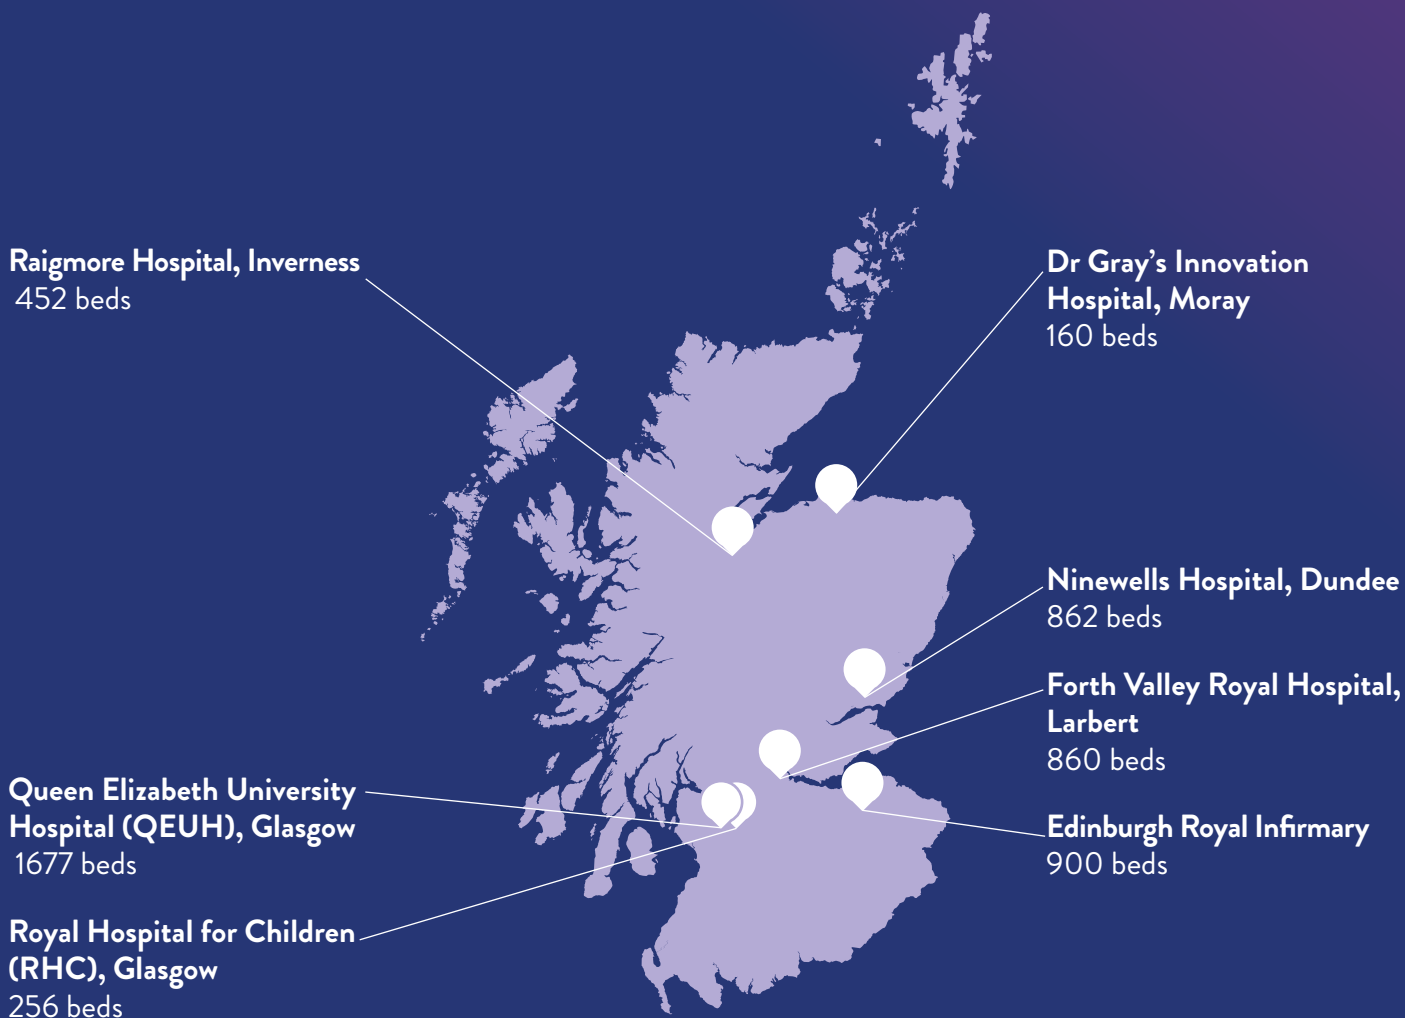 Raigmore Hospital, Inverness
452 beds
Dr Gray’s Innovation
Hospital, Moray
160 beds
Ninewells Hospital, Dundee
862 beds
Forth Valley Royal Hospital,
Larbert
860 beds
Queen Elizabeth University
Hospital (QEUH), Glasgow
1677 beds
Edinburgh Royal Infirmary
900 beds
Royal Hospital for Children
(RHC), Glasgow
256 beds